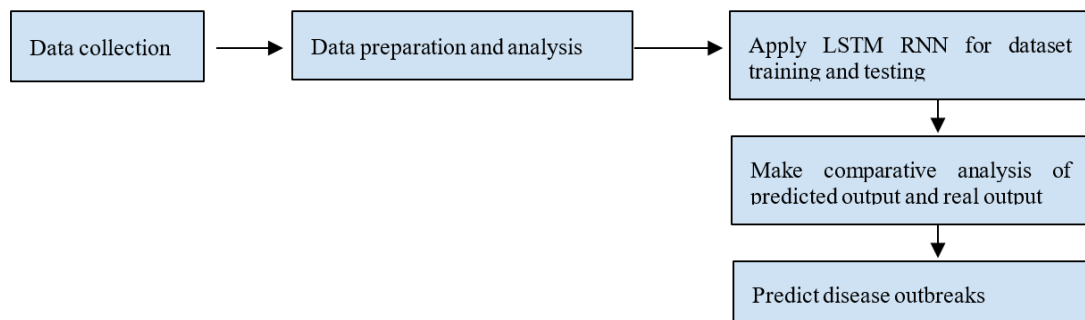 Data collection
Data preparation and analysis
Apply LSTM RNN for dataset
training and testing
Make comparative analysis of
predicted output and real output
Predict disease outbreaks